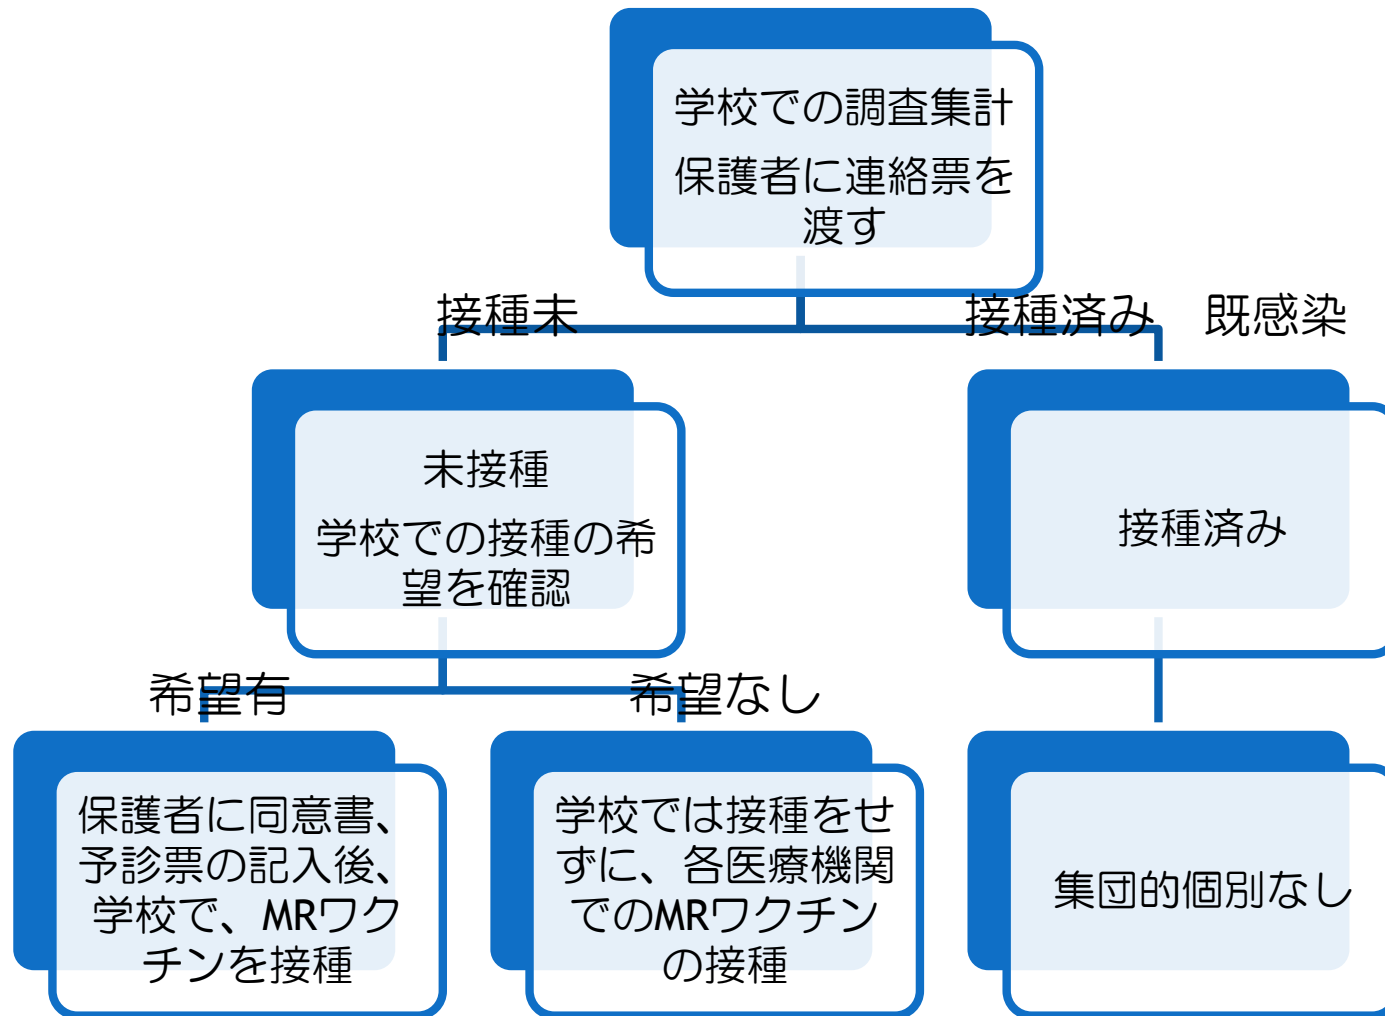 学校での調査集計
保護者に連絡票を
渡す
接種未
接種済み　既感染
未接種
学校での接種の希
望を確認
接種済み
希望有
希望なし
保護者に同意書、
予診票の記入後、
学校で、MRワク
チンを接種
学校では接種をせ
ずに、各医療機関
でのMRワクチン
の接種
集団的個別なし